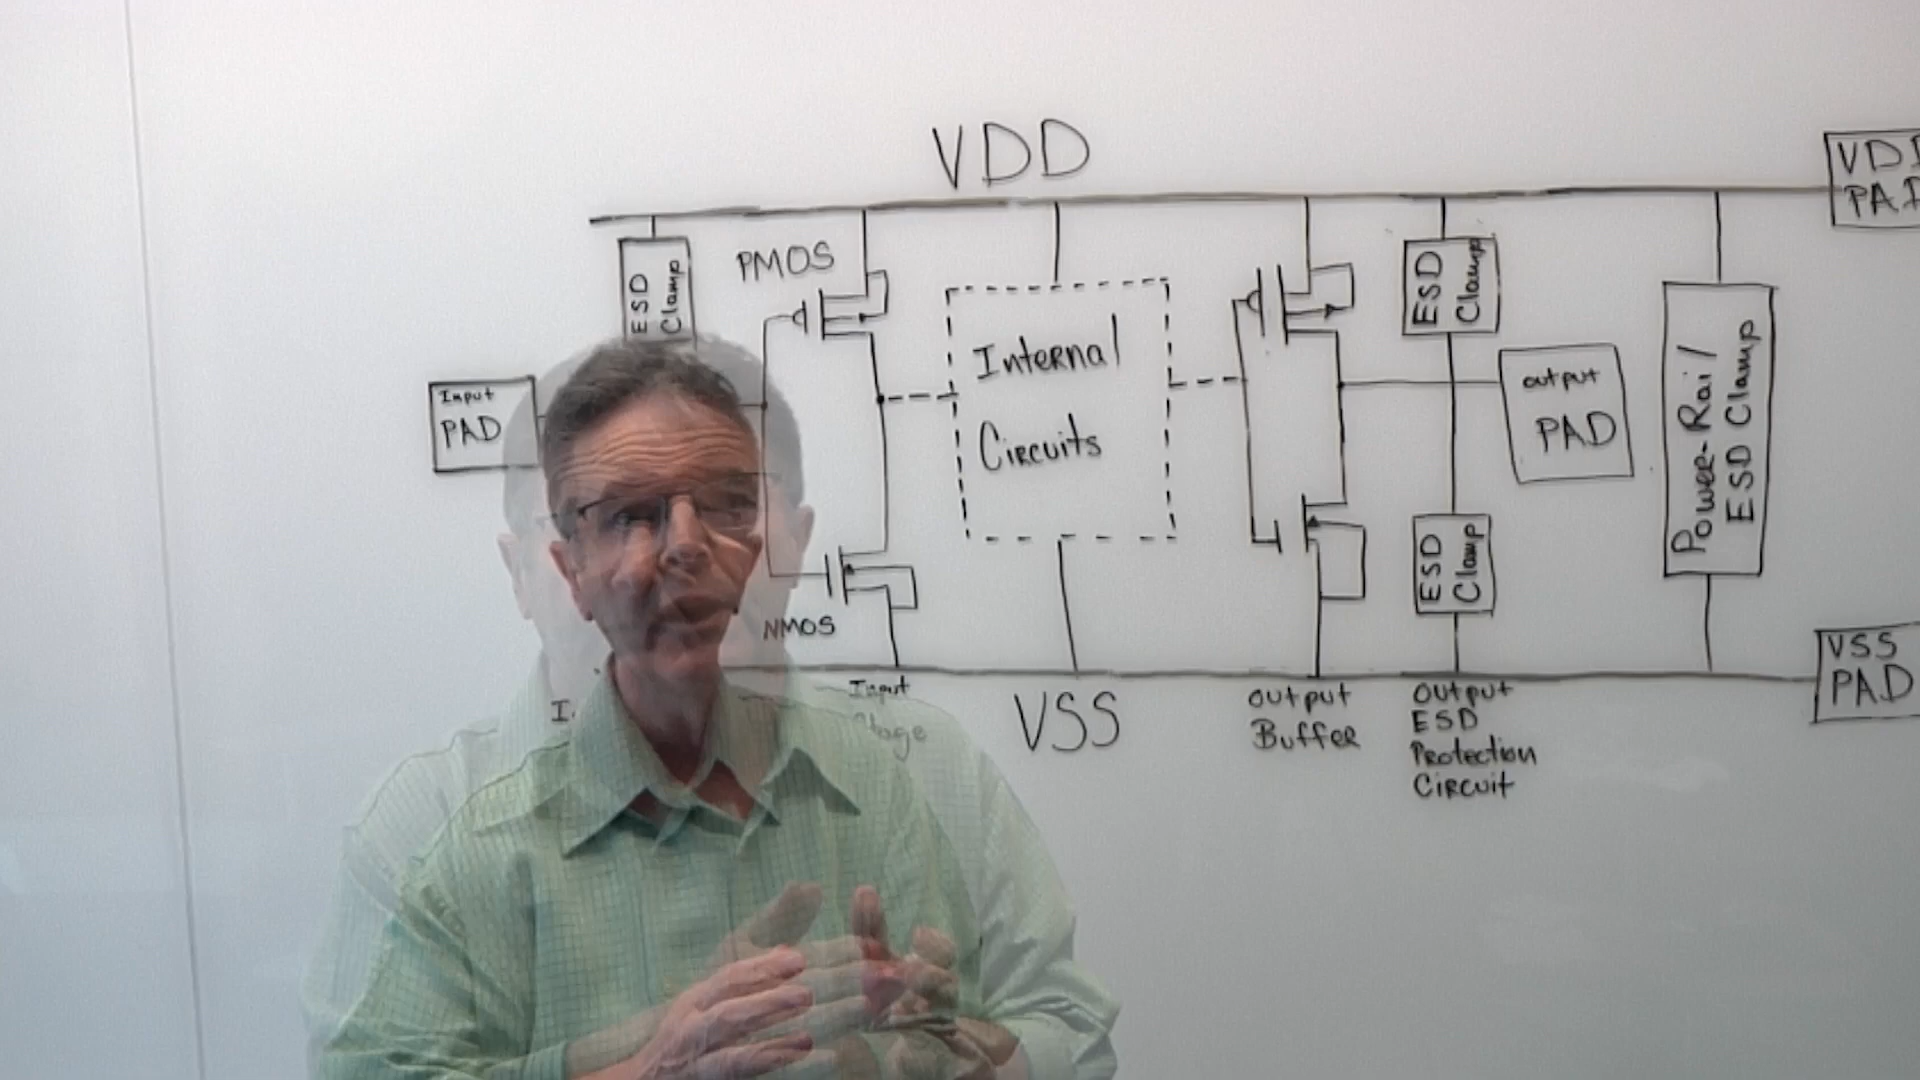 VDD
VDD
PAD
ESD
Clamp
PMOS
ESD
Clamp
Input
PAD
Internal
Circuits
output
PAD
Power-Rail
ESD Clamp
ESD
Clamp
NMOS
VSS
PAD
Input
VSS
Output
Buffer
Output
ESD
Protection
Circuit